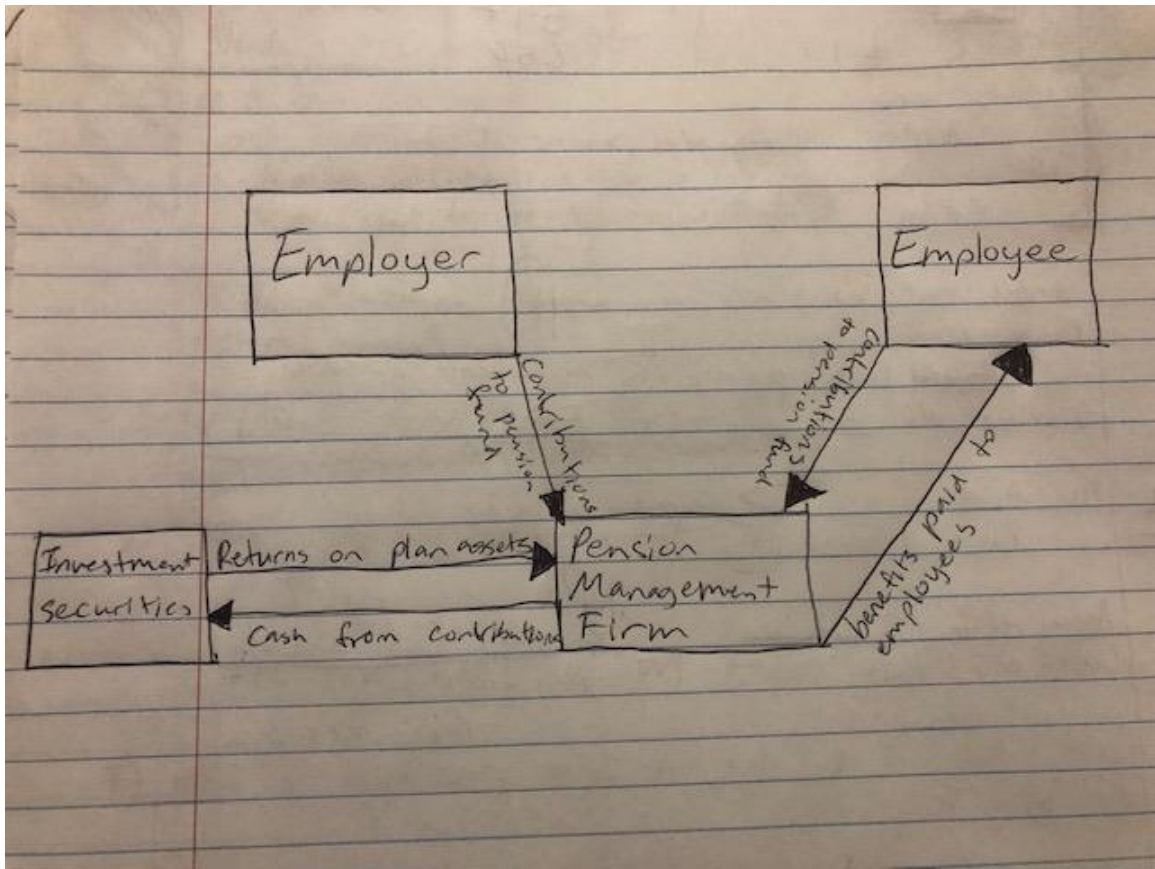 Employer
Employee
Contributions
to pension
fund
Contributions
to pension fund
Investment
securities
Returns on plan assets
Cash from contributions
Pension
Management
Firm
benefits paid to
employees